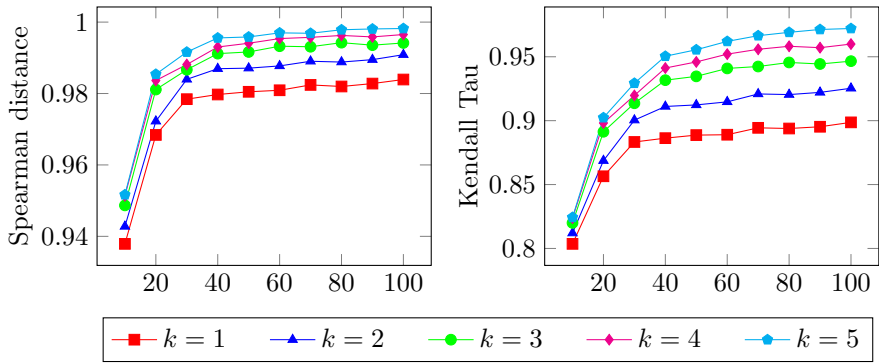 Spearman distance
1
0.98
0.96
0.94
20 40 60 80 100
Kendall Tau
0.95
0.9
0.85
0.8
20 40 60 80 100
k = 1 k = 2 k = 3 k = 4 k = 5